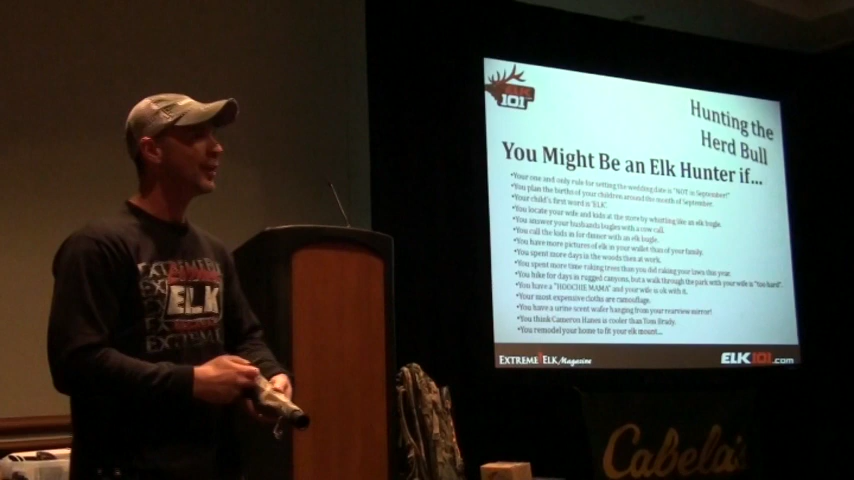 ELK
101
Hunting the
Herd Bull
You Might Be an Elk Hunter if...
•Your one and only rule for setting the wedding date is "NOT in September!"
•You plan the births of your children around the month of September.
•Your child's first word is 'ELK'.
•You locate your wife and kids at the store by whistling like an elk bugle.
•You answer your husbands bugles with a cow call.
•You call the kids in for dinner with an elk bugle.
•You have more pictures of elk in your wallet than of your family.
•You spent more days in the woods then at work.
•You spent more time raking trees than you did raking your lawn this year.
•You hike for days in rugged canyons, but a walk through the park with your wife is "too hard".
•You have a "HOOCHIE MAMA" and your wife is ok with it.
•Your most expensive cloths are camouflage.
•You have a urine scent wafer hanging from your rearview mirror!
•You think Cameron Hanes is cooler than Tom Brady.
•You remodel your home to fit your elk mount...
EXTREME ELK Magazine
ELK101.com
EXTREME
ELK
EXTREME
Cabela's